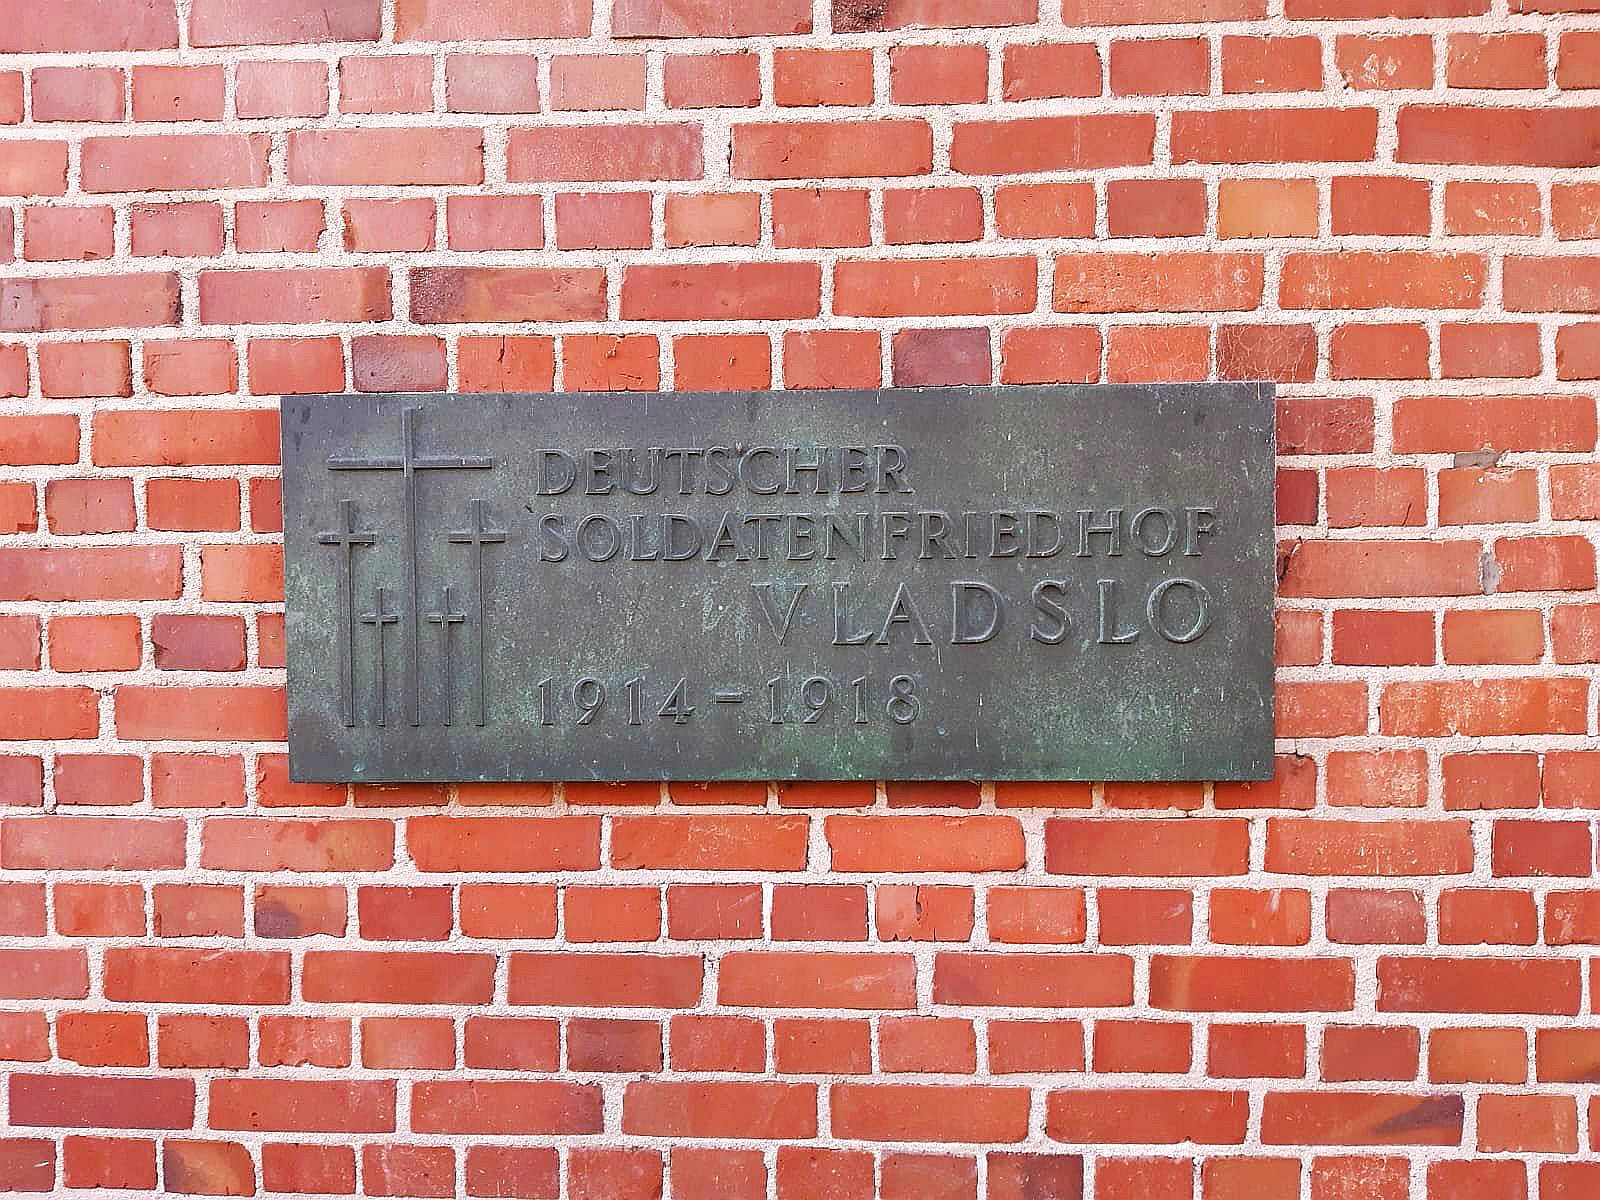 DEUTSCHER
SOLDATENFRIEDHOF
VLADSLO
1914-1918